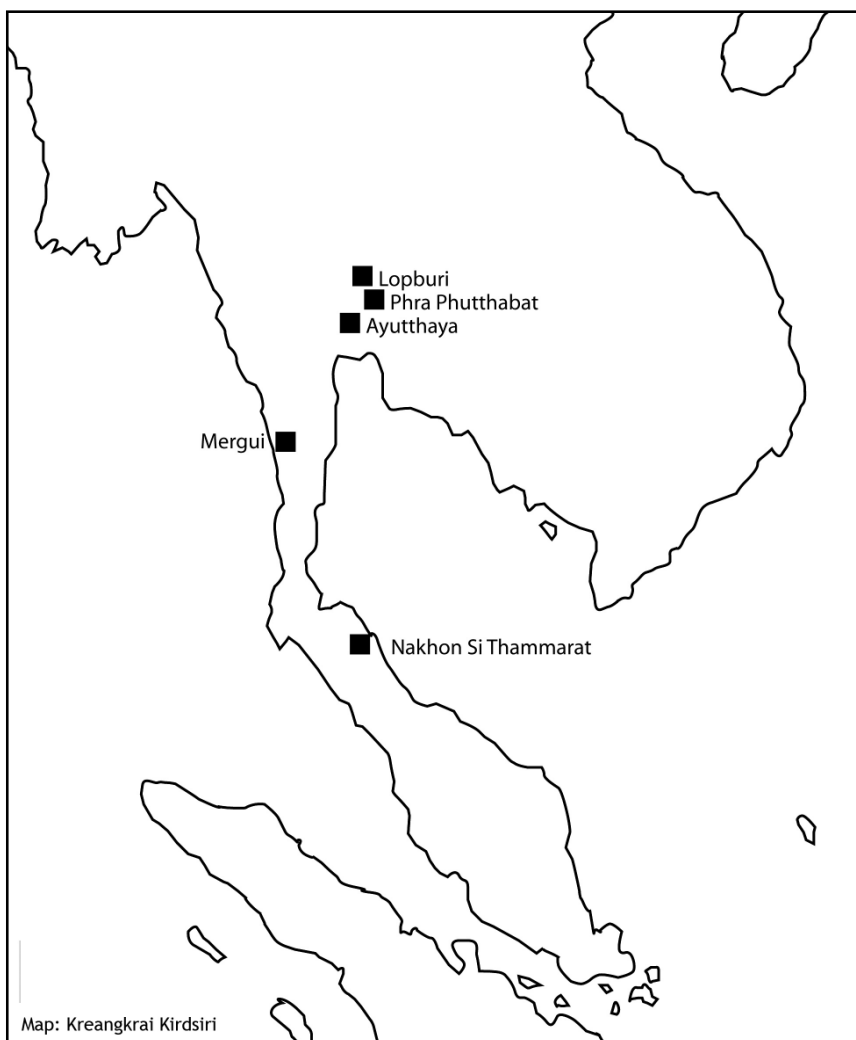 Lopburi
Phra Phutthabat
Ayutthaya
Mergui
Nakhon Si Thammarat
Map: Kreangkrai Kirdsiri